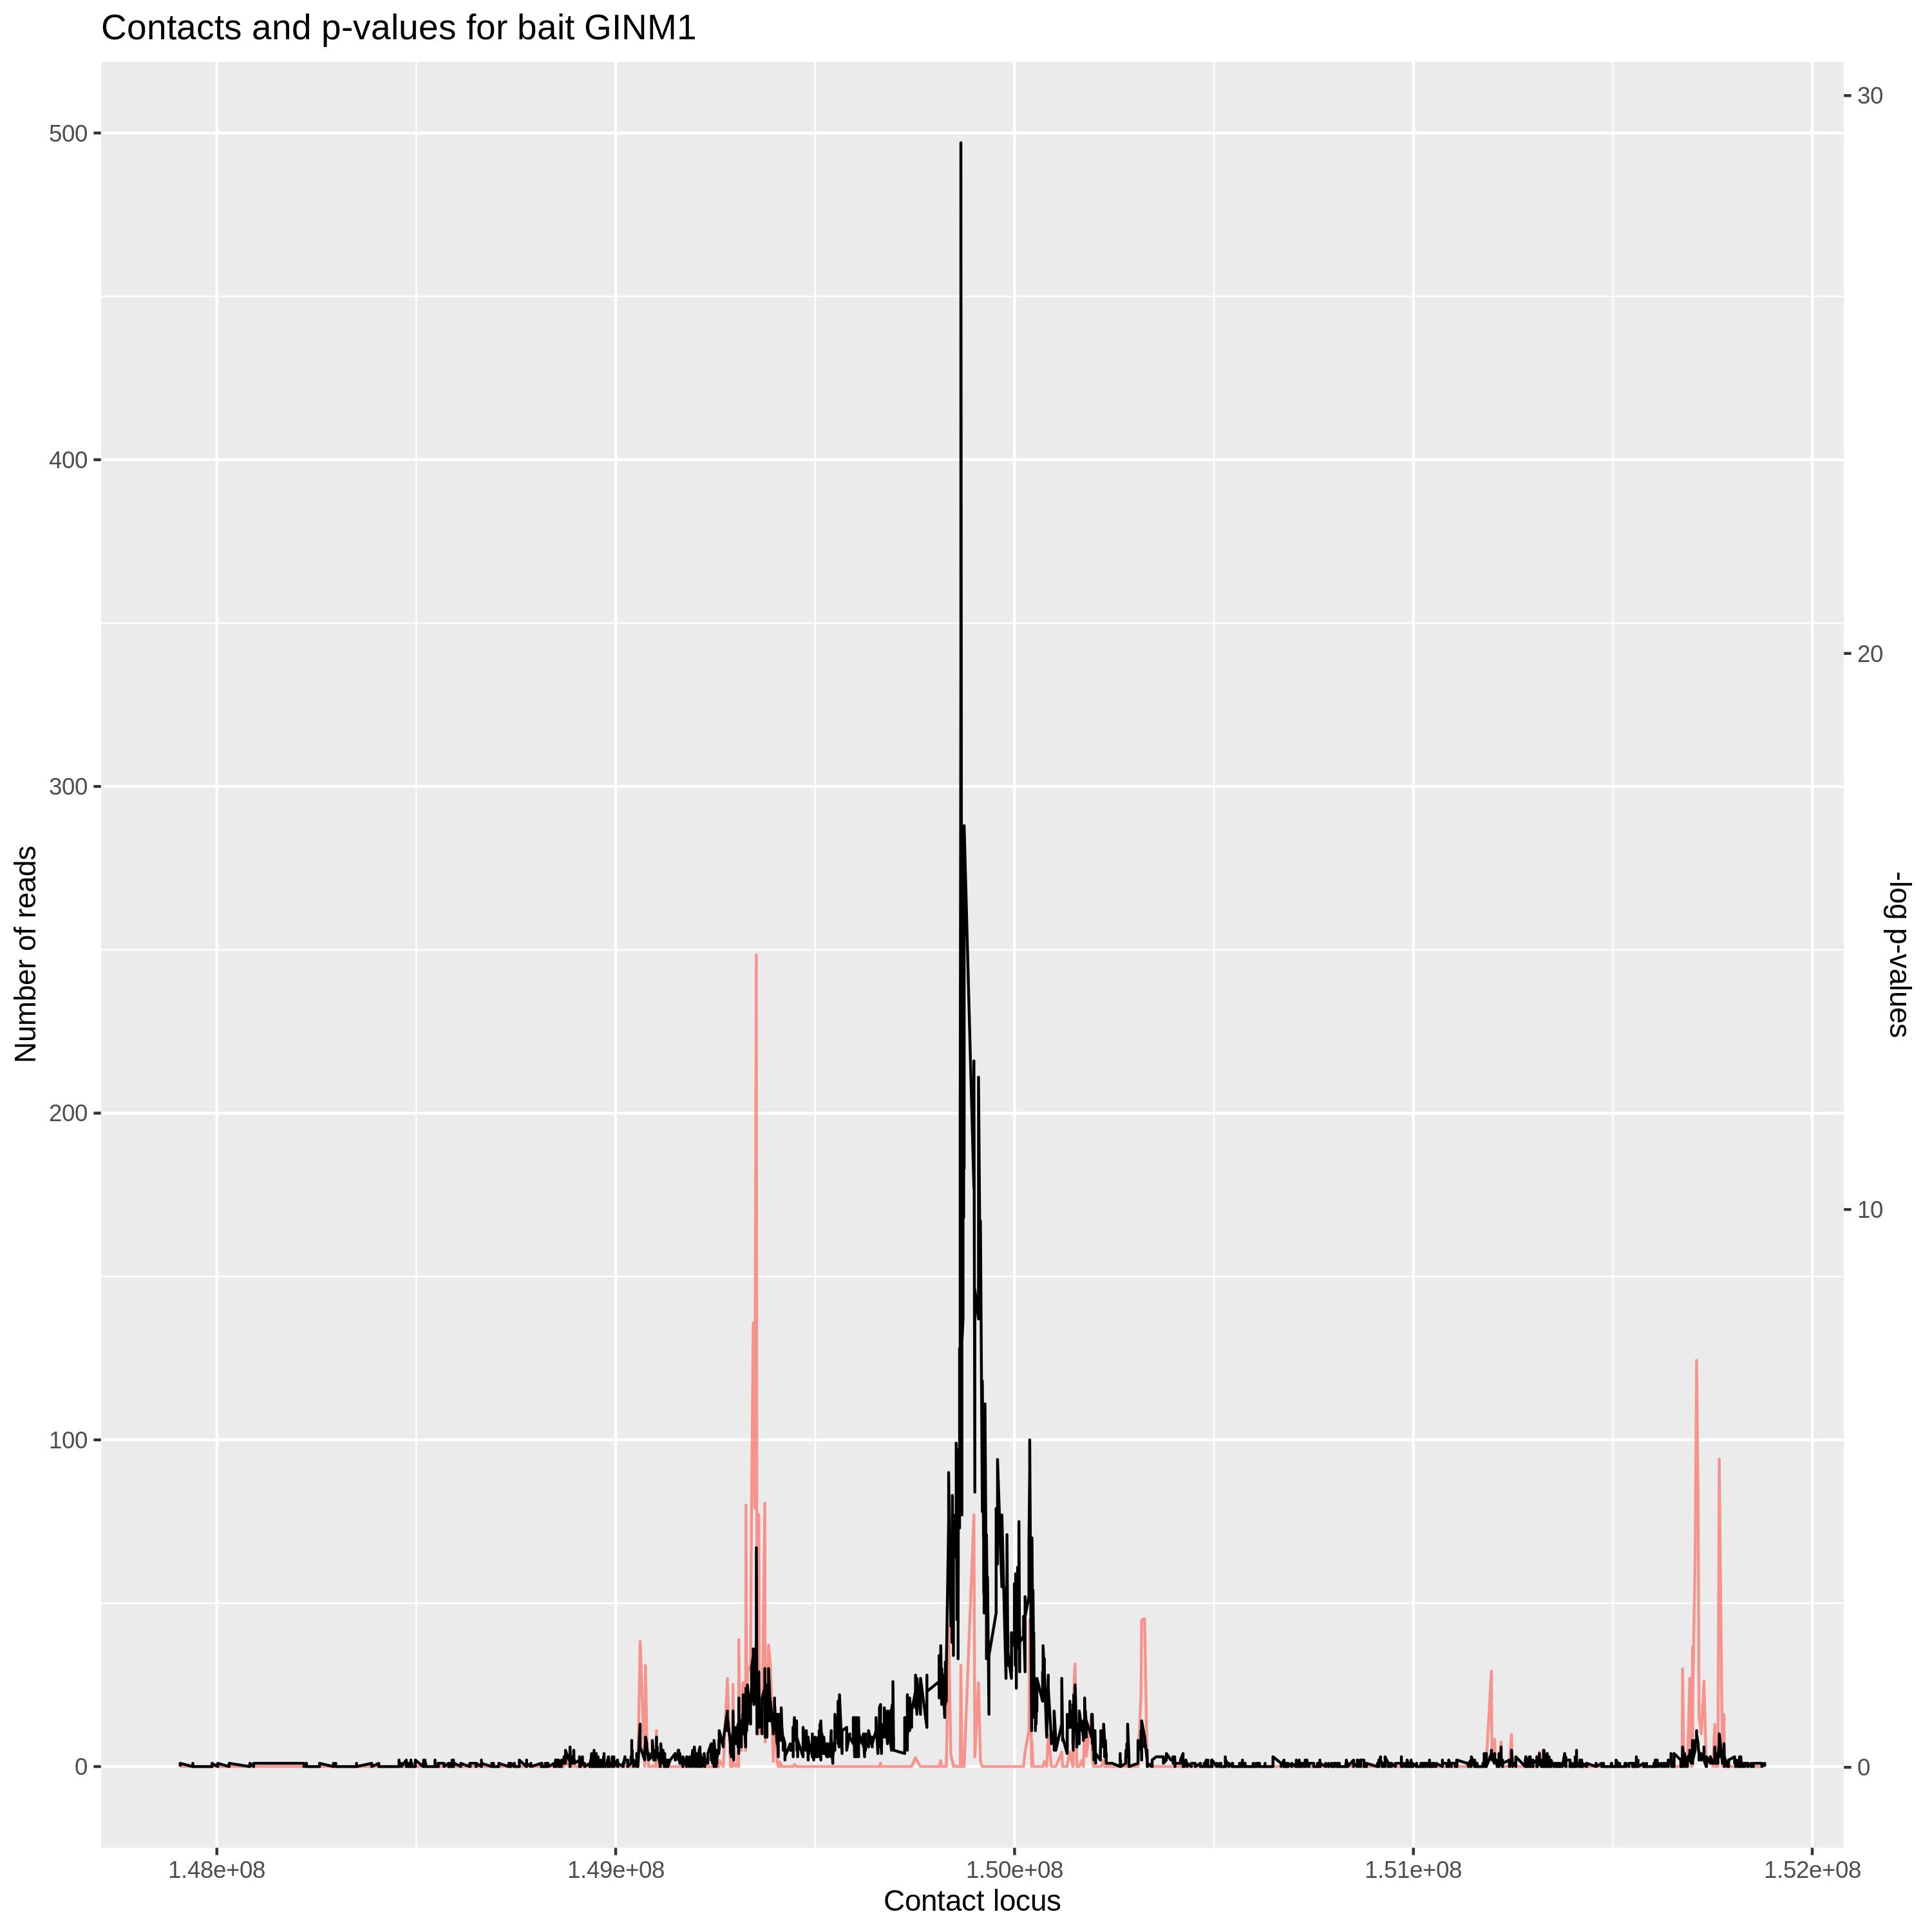 Contacts and p-values for bait GINM1
Number of reads
500
400
300
200
100
0
30
20
10
0
-log p-values
1.48e+08
1.49e+08
1.50e+08
1.51e+08
1.52e+08
Contact locus